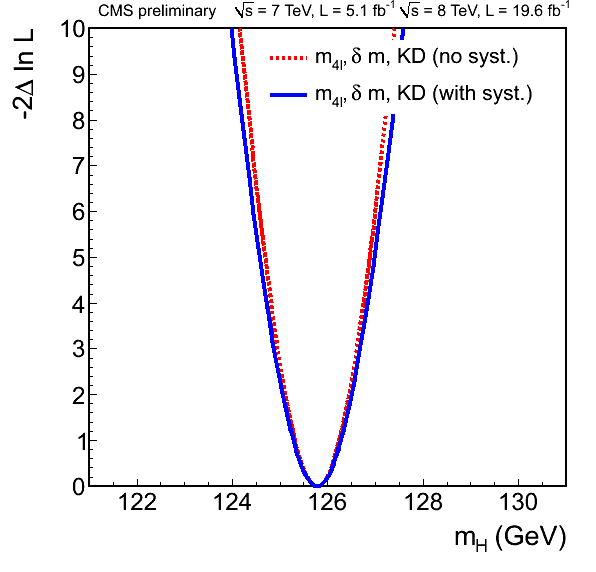 CMS preliminary √s = 7 TeV, L = 5.1 fb⁻¹ √s = 8 TeV, L = 19.6 fb⁻¹
-2Δ ln L
m4l, δ m, KD (no syst.)
m4l, δ m, KD (with syst.)
10
9
8
7
6
5
4
3
2
1
0
122 124 126 128 130
mH (GeV)